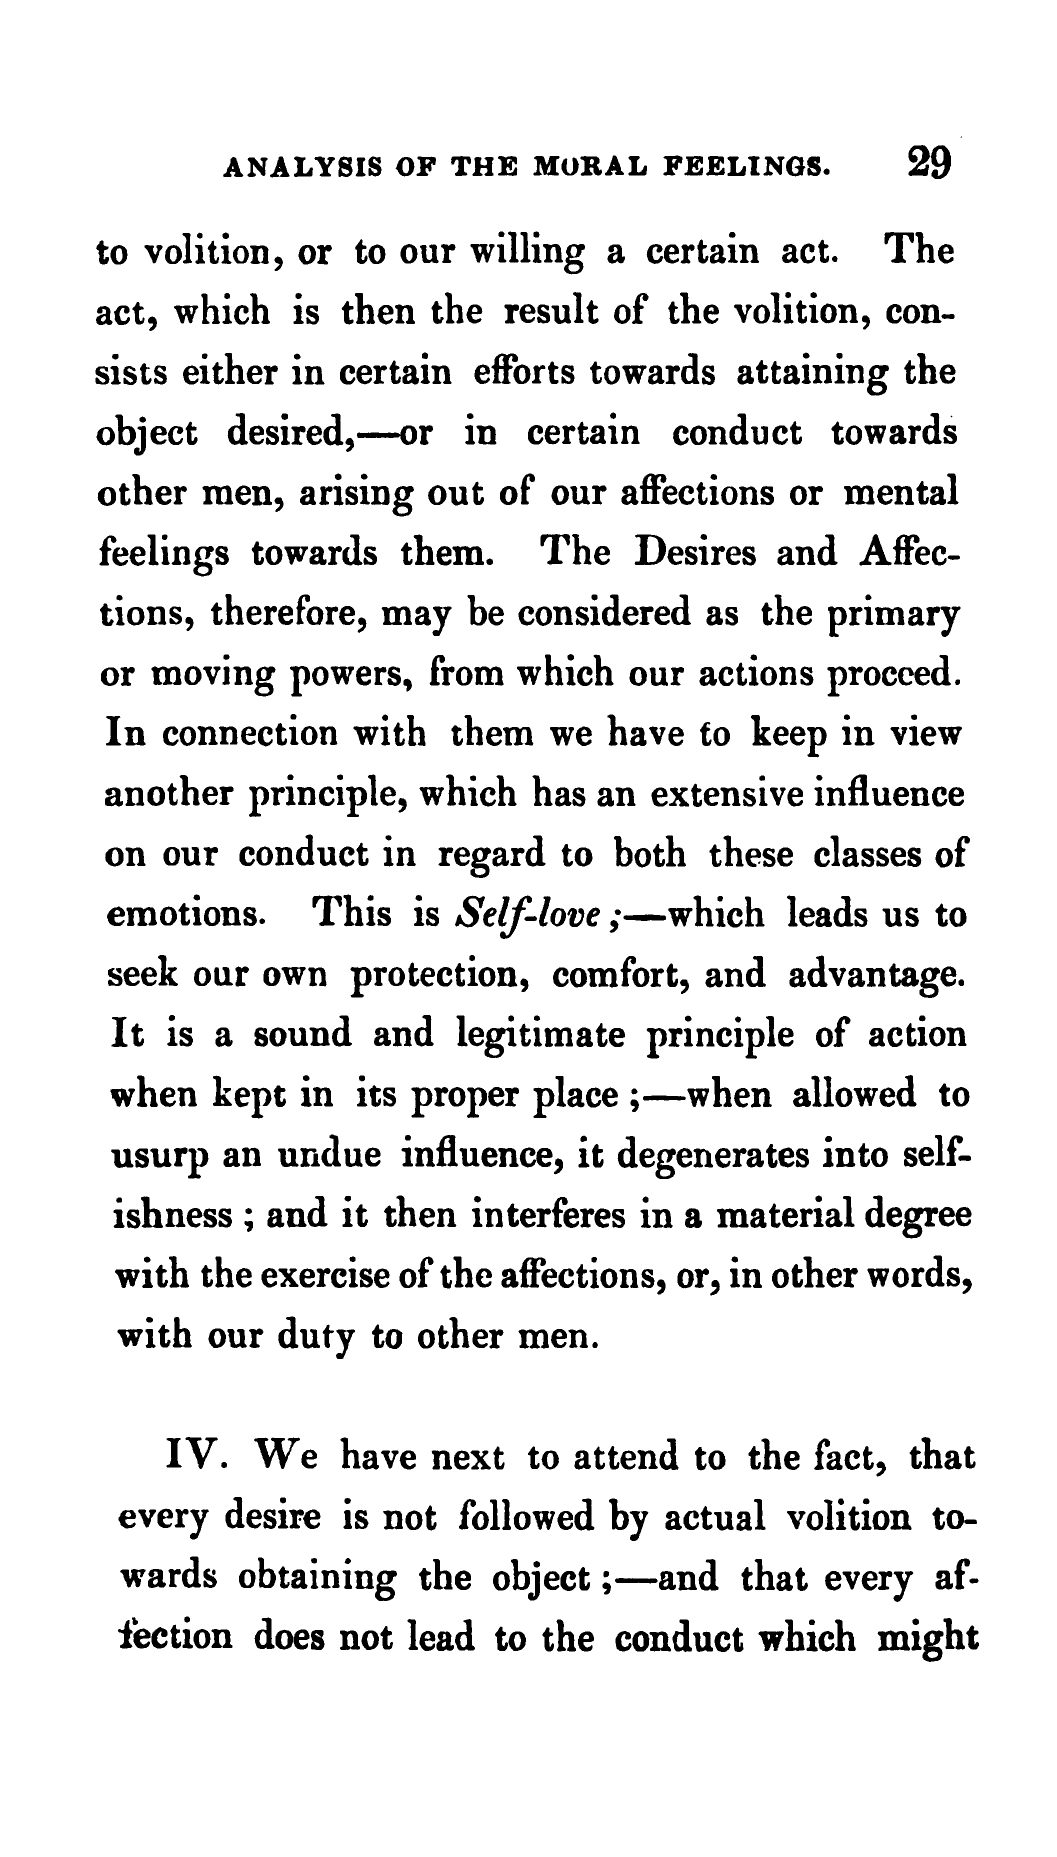 ANALYSIS OF THE MORAL FEELINGS. 29
to volition, or to our willing a certain act. The
act, which is then the result of the volition, con-
sists either in certain efforts towards attaining the
object desired,—or in certain conduct towards
other men, arising out of our affections or mental
feelings towards them. The Desires and Affec-
tions, therefore, may be considered as the primary
or moving powers, from which our actions proceed.
In connection with them we have to keep in view
another principle, which has an extensive influence
on our conduct in regard to both these classes of
emotions. This is Self-love ;—which leads us to
seek our own protection, comfort, and advantage.
It is a sound and legitimate principle of action
when kept in its proper place ;—when allowed to
usurp an undue influence, it degenerates into self-
ishness ; and it then interferes in a material degree
with the exercise of the affections, or, in other words,
with our duty to other men.
IV. We have next to attend to the fact, that
every desire is not followed by actual volition to-
wards obtaining the object ;—and that every af-
fection does not lead to the conduct which might